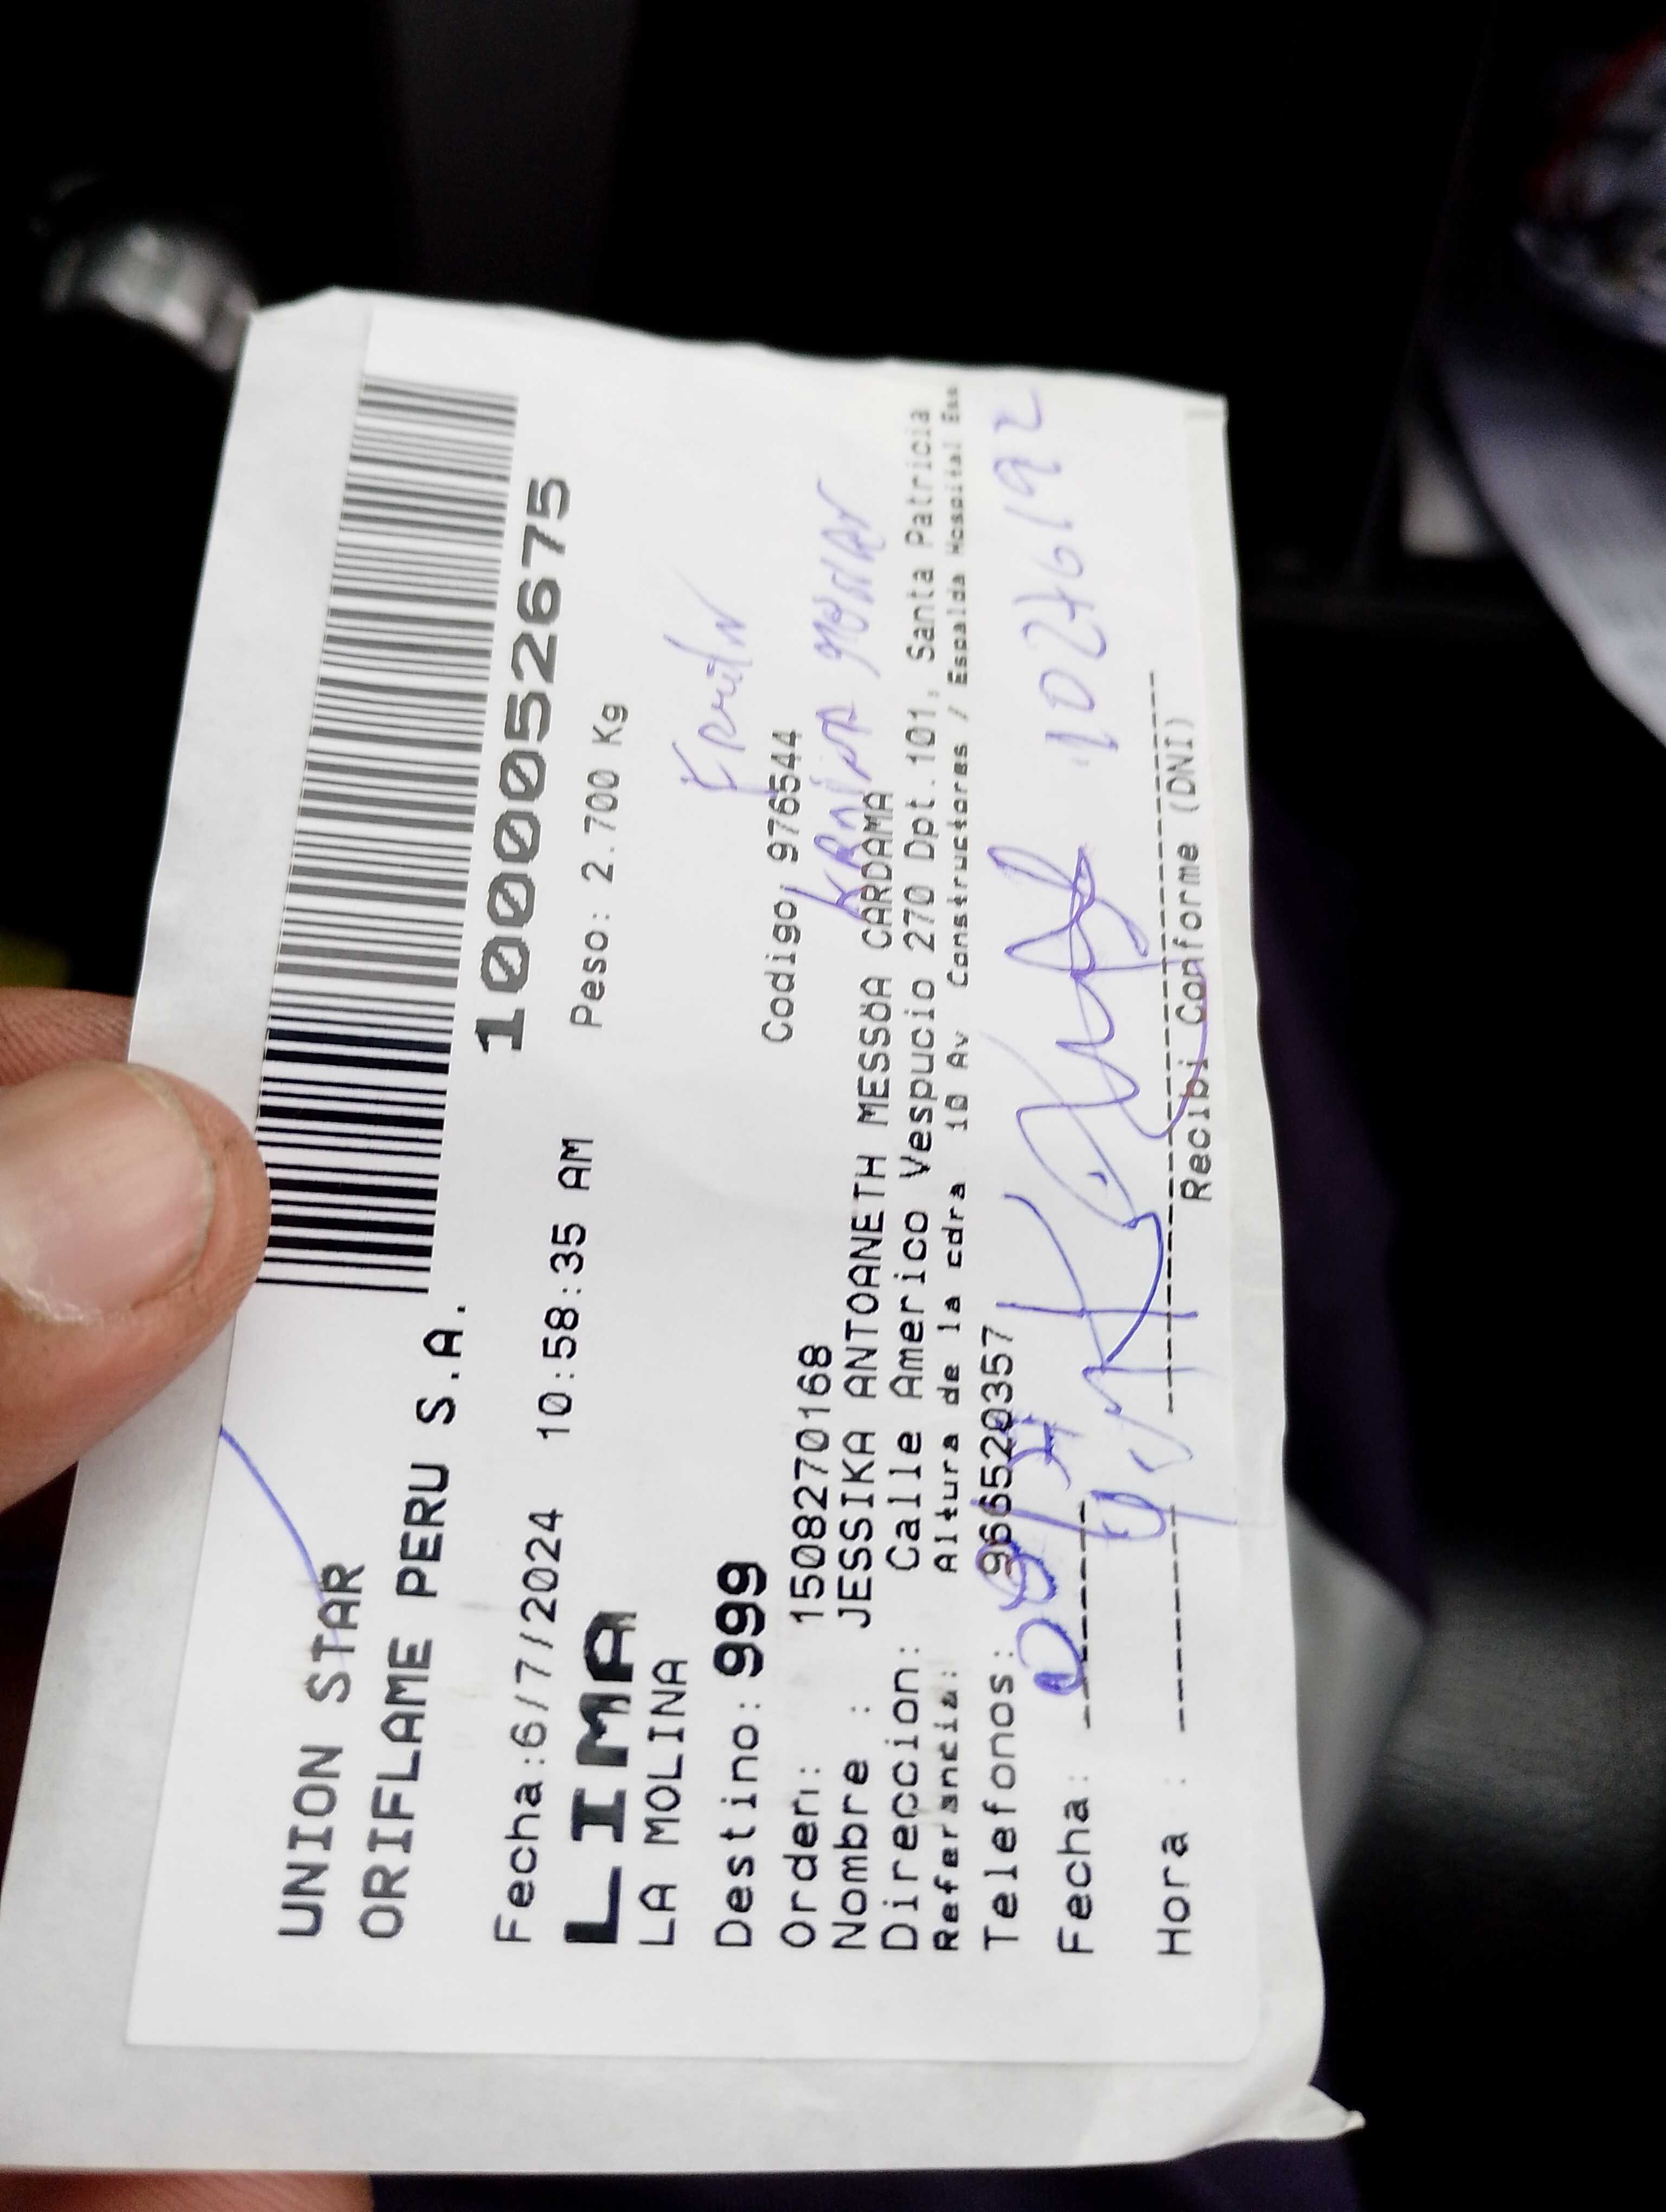 UNION STAR
ORIFLAME PERU S.A.
1000052675
Fecha:6/7/2024 10:58:35 AM Peso: 2.700 Kg
LIMA
LA MOLINA
Destino: 999
Orden: 1508270168 Codigo: 976544
Nombre : JESSIKA ANTOANETH MESSOA CARDAMA
Direccion: Calle Americo Vespucio 270 Dpt.101, Santa Patricia
Referencia: Altura de la cdra 10 Av Constructores / Espalda Hospital Ess
Telefonos: 966520357
10276192
Fecha:
Hora :
Recibi Conforme (DNI)